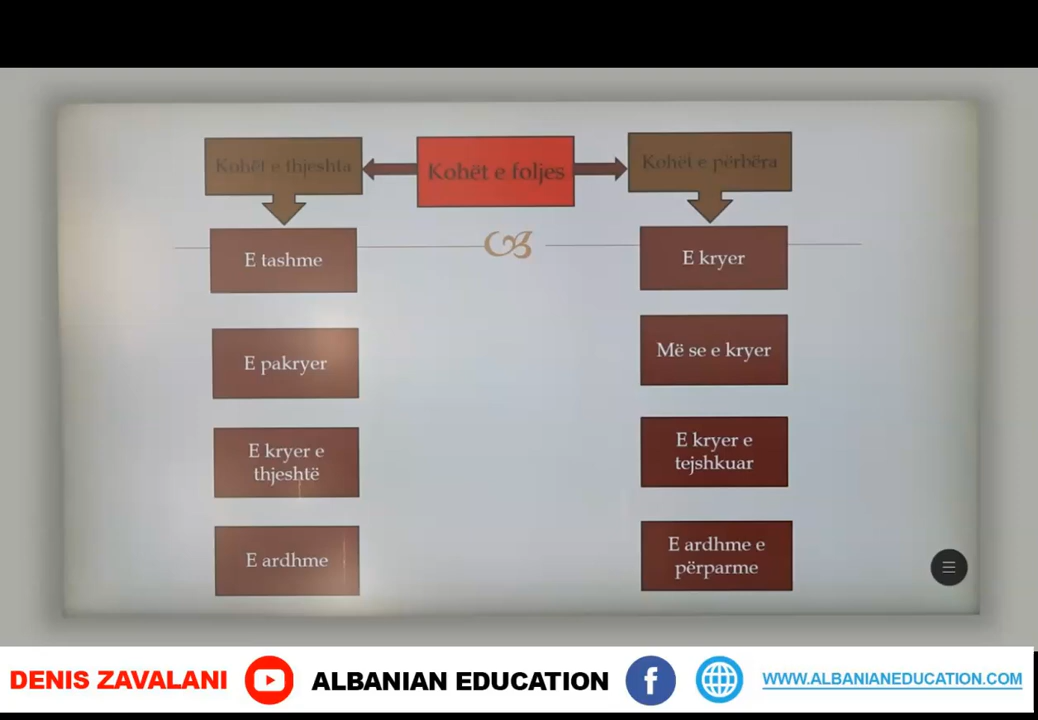 Kohët e thjeshta
Kohët e foljes
Kohët e përbëra
E tashme
E kryer
E pakryer
Më se e kryer
E kryer e
thjeshtë
E kryer e
tejshkuar
E ardhme
E ardhme e
përparme
DENIS ZAVALANI
ALBANIAN EDUCATION
f
WWW.ALBANIANEDUCATION.COM